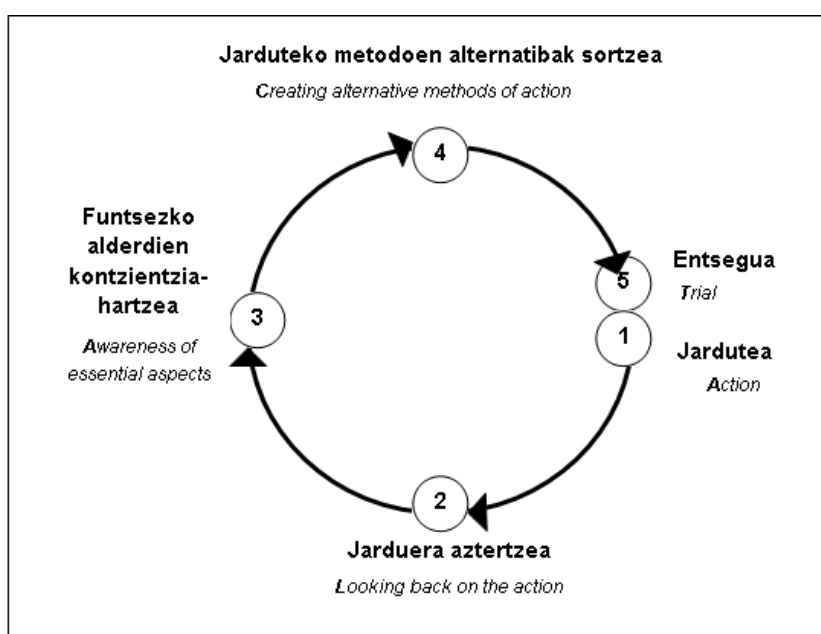 Jarduteko metodoen alternatibak sortzea
Creating alternative methods of action
4
Funtsezko
alderdien
kontzientzia-
hartzea
3
Awareness of
essential aspects
5
Entsegua
Trial
1
Jardutea
Action
2
Jarduera aztertzea
Looking back on the action